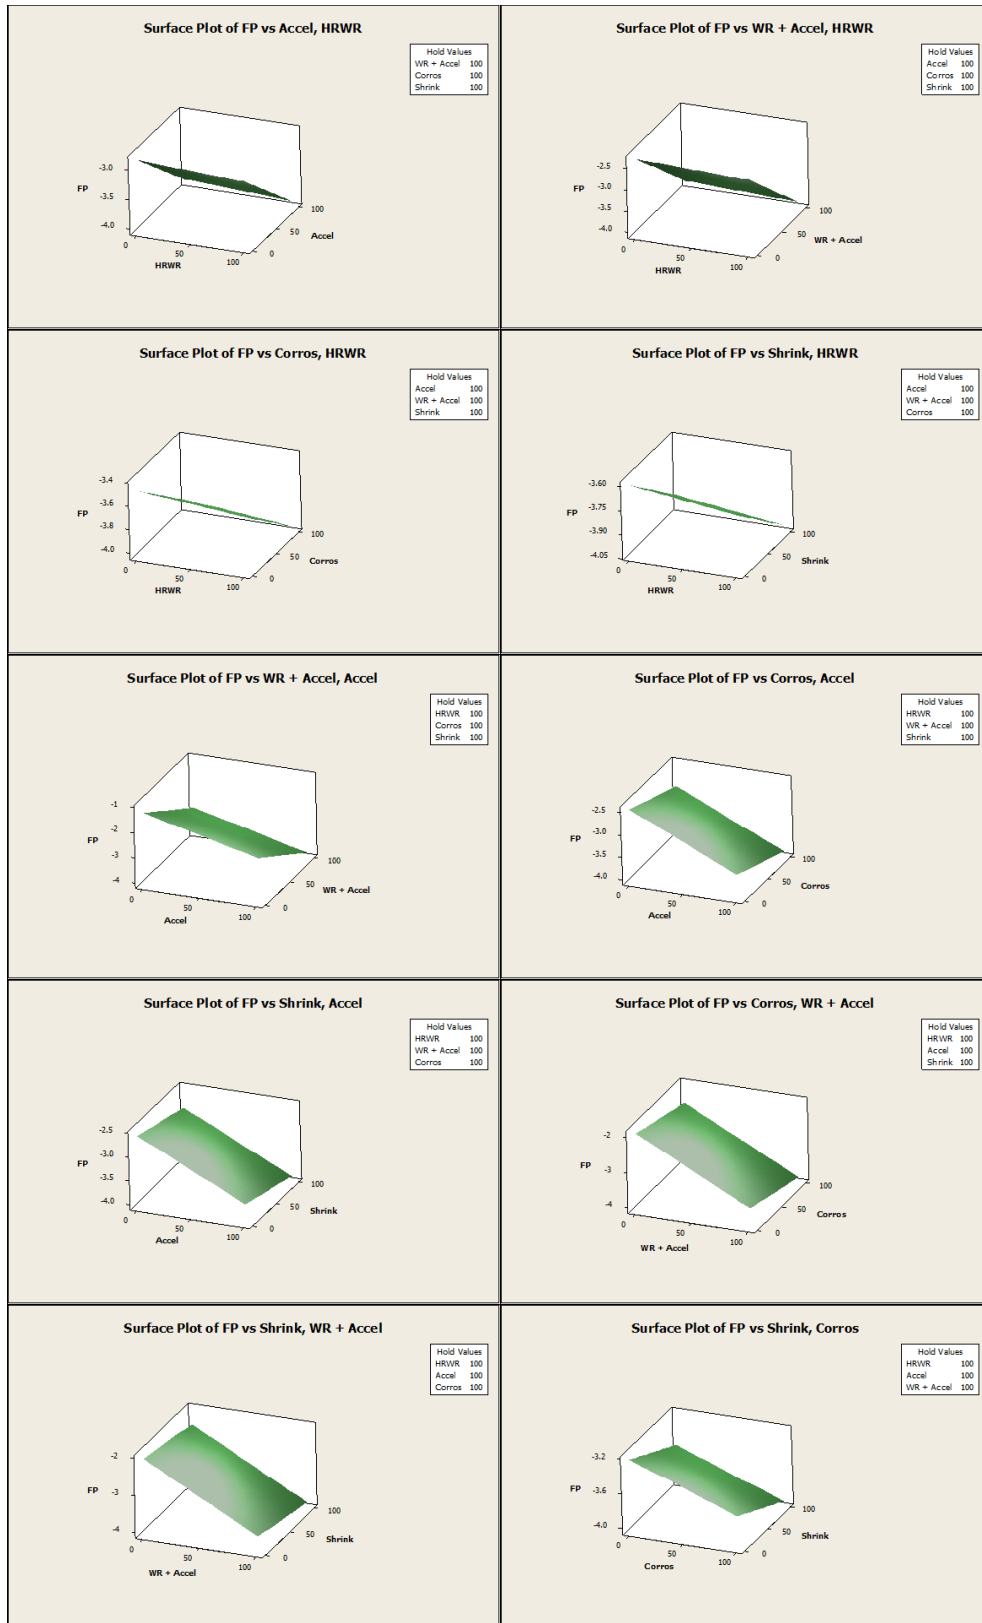 Surface Plot of FP vs Accel, HRWR
Hold Values
WR + Accel 100
Corros 100
Shrink 100
-3.0
-3.5
-4.0
FP
0
50
100
HRWR
0
50
100
Accel
Surface Plot of FP vs WR + Accel, HRWR
Hold Values
Accel 100
Corros 100
Shrink 100
-2.5
-3.0
-3.5
-4.0
FP
0
50
100
HRWR
0
50
100
WR + Accel
Surface Plot of FP vs Corros, HRWR
Hold Values
Accel 100
WR + Accel 100
Shrink 100
-3.4
-3.6
-3.8
-4.0
FP
0
50
100
HRWR
0
50
100
Corros
Surface Plot of FP vs Shrink, HRWR
Hold Values
Accel 100
WR + Accel 100
Corros 100
-3.60
-3.75
-3.90
-4.05
FP
0
50
100
HRWR
0
50
100
Shrink
Surface Plot of FP vs WR + Accel, Accel
Hold Values
HRWR 100
Corros 100
Shrink 100
-1
-2
-3
-4
FP
0
50
100
Accel
0
50
100
WR + Accel
Surface Plot of FP vs Corros, Accel
Hold Values
HRWR 100
WR + Accel 100
Shrink 100
-2.5
-3.0
-3.5
-4.0
FP
0
50
100
Accel
0
50
100
Corros
Surface Plot of FP vs Shrink, Accel
Hold Values
HRWR 100
WR + Accel 100
Corros 100
-2.5
-3.0
-3.5
-4.0
FP
0
50
100
Accel
0
50
100
Shrink
Surface Plot of FP vs Corros, WR + Accel
Hold Values
HRWR 100
Accel 100
Shrink 100
-2
-3
-4
FP
0
50
100
WR + Accel
0
50
100
Corros
Surface Plot of FP vs Shrink, WR + Accel
Hold Values
HRWR 100
Accel 100
Corros 100
-2
-3
-4
FP
0
50
100
WR + Accel
0
50
100
Shrink
Surface Plot of FP vs Shrink, Corros
Hold Values
HRWR 100
Accel 100
WR + Accel 100
-3.2
-3.6
-4.0
FP
0
50
100
Corros
0
50
100
Shrink